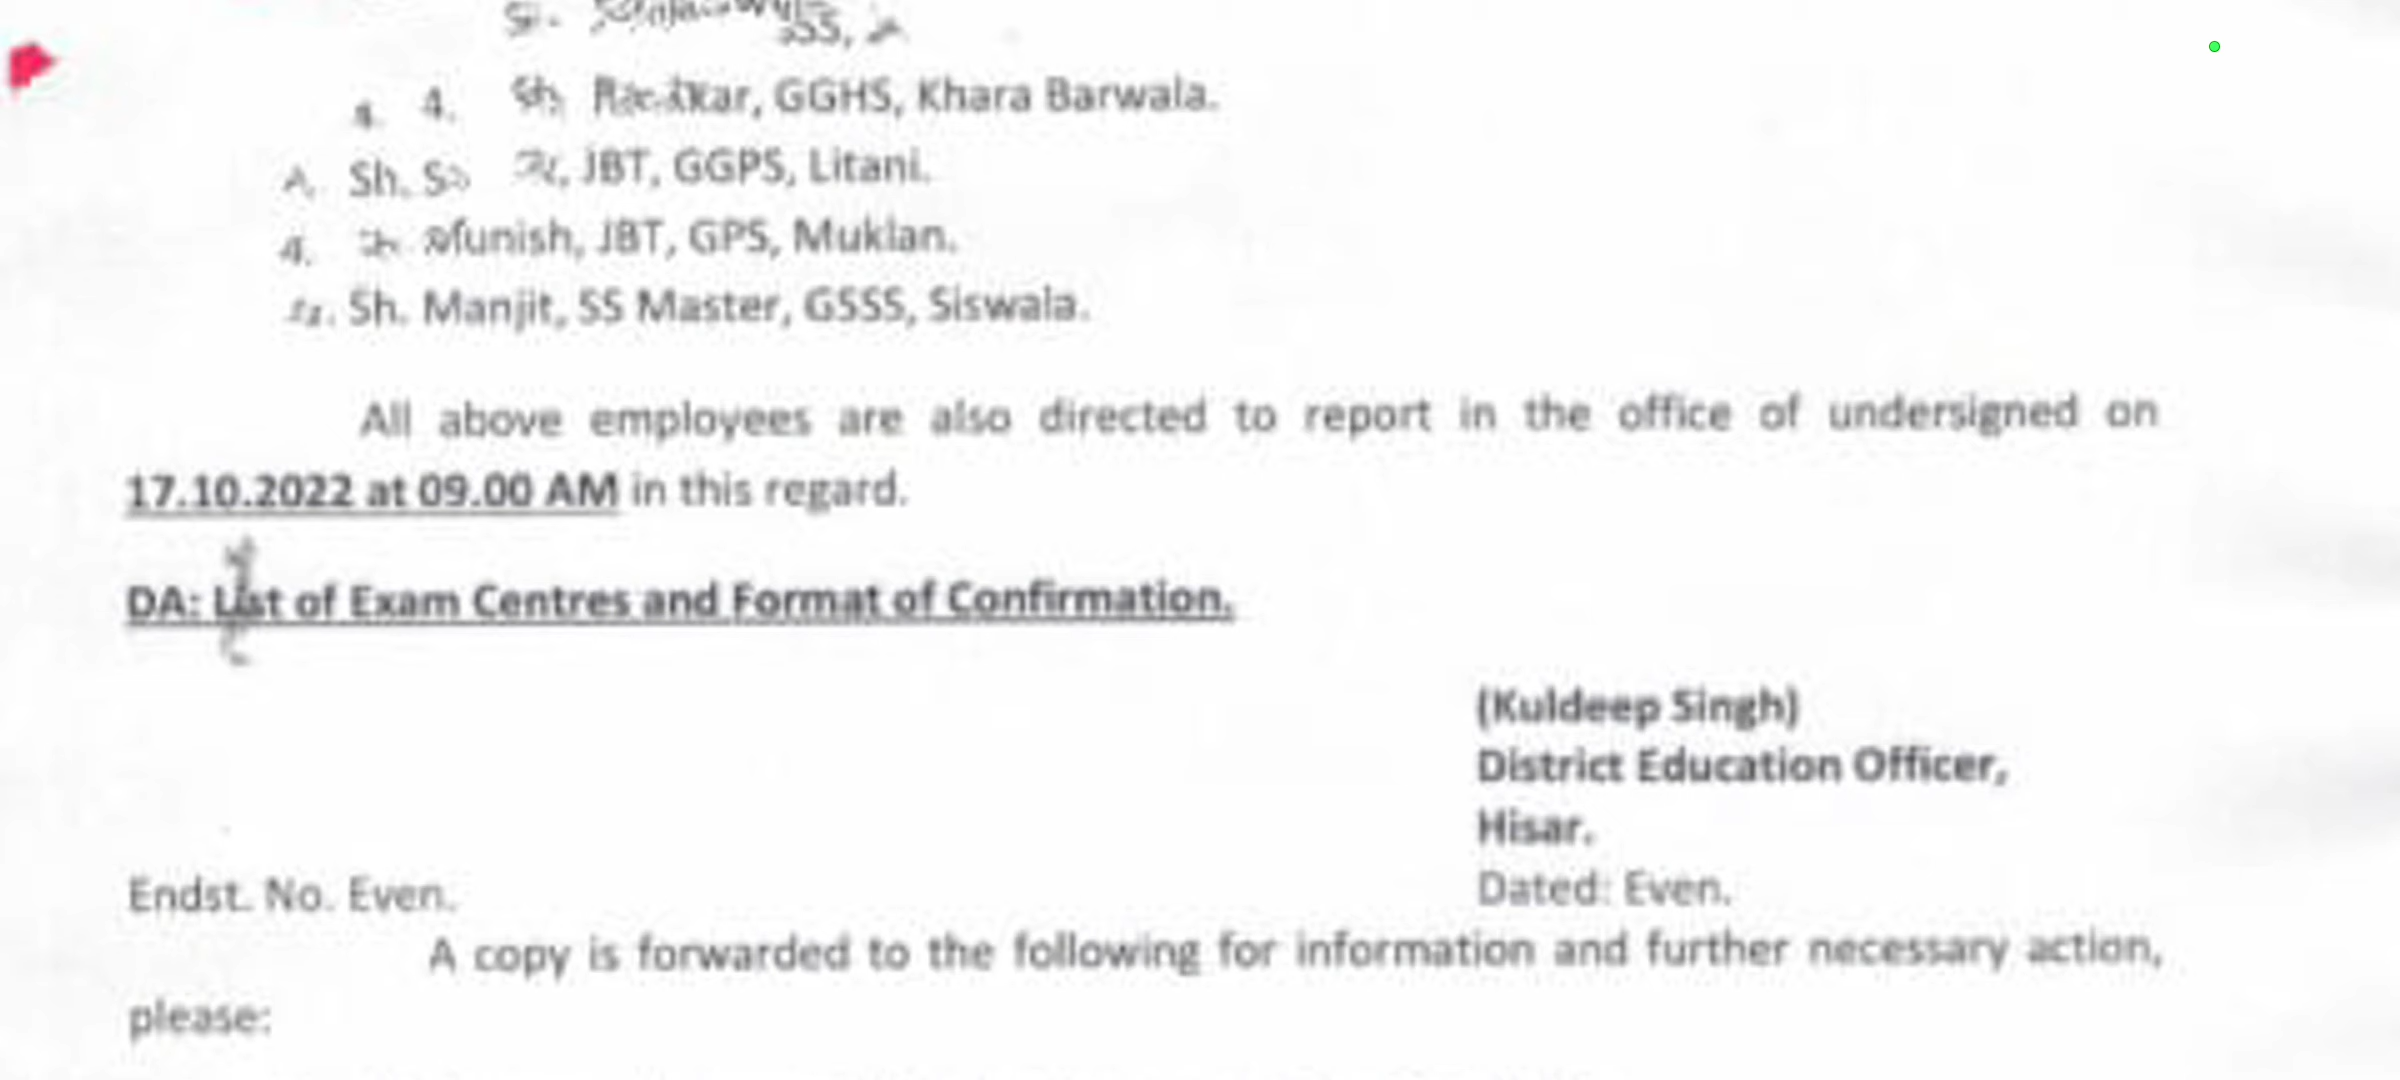 4. Sh. kar, GGHS, Khara Barwala.
Sh. JBT, GGPS, Litani.
4. Munish, JBT, GPS, Muklan.
Sh. Manjit, SS Master, GSSS, Siswala.
All above employees are also directed to report in the office of undersigned on
17.10.2022 at 09.00 AM in this regard.
DA: List of Exam Centres and Format of Confirmation.
(Kuldeep Singh)
District Education Officer,
Hisar.
Endst. No. Even. Dated: Even.
A copy is forwarded to the following for information and further necessary action,
please: